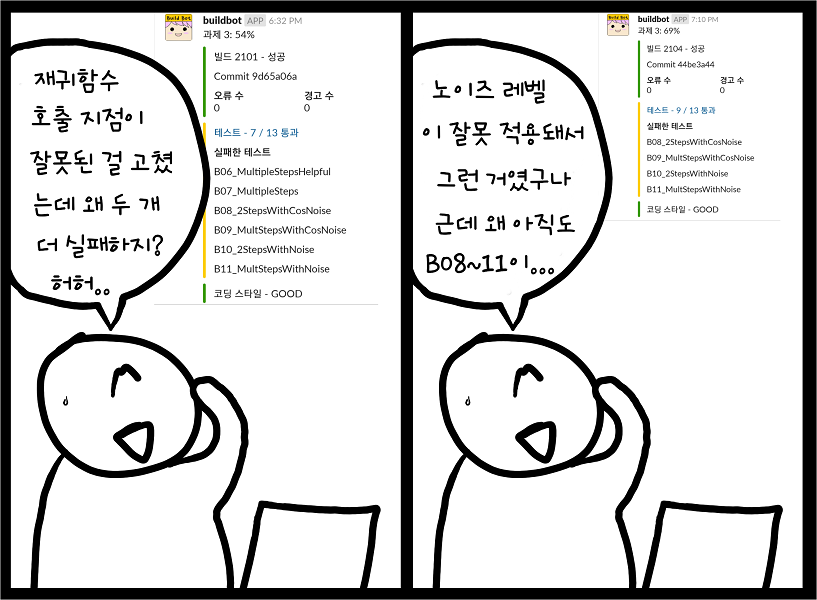 Build Bot
buildbot APP 6:32 PM
과제 3: 54%
빌드 2101 - 성공
Commit 9d65a06a
오류 수 경고 수
0 0
테스트 - 7 / 13 통과
실패한 테스트
B06_MultipleStepsHelpful
B07_MultipleSteps
B08_2StepsWithCosNoise
B09_MultStepsWithCosNoise
B10_2StepsWithNoise
B11_MultStepsWithNoise
코딩 스타일 - GOOD
재귀함수
호출 지점이
잘못된 걸 고쳤
는데 왜 두 개
더 실패하지?
허허..
Build Bot
buildbot APP 7:10 PM
과제 3: 69%
빌드 2104 - 성공
Commit 44be3a44
오류 수 경고 수
0 0
테스트 - 9 / 13 통과
실패한 테스트
B08_2StepsWithCosNoise
B09_MultStepsWithCosNoise
B10_2StepsWithNoise
B11_MultStepsWithNoise
코딩 스타일 - GOOD
노이즈 레벨
이 잘못 적용돼서
그런 거였구나
근데 왜 아직도
B08~11이...